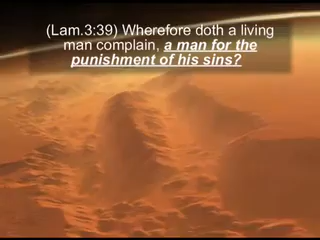 (Lam.3:39) Wherefore doth a living
man complain, a man for the
punishment of his sins?